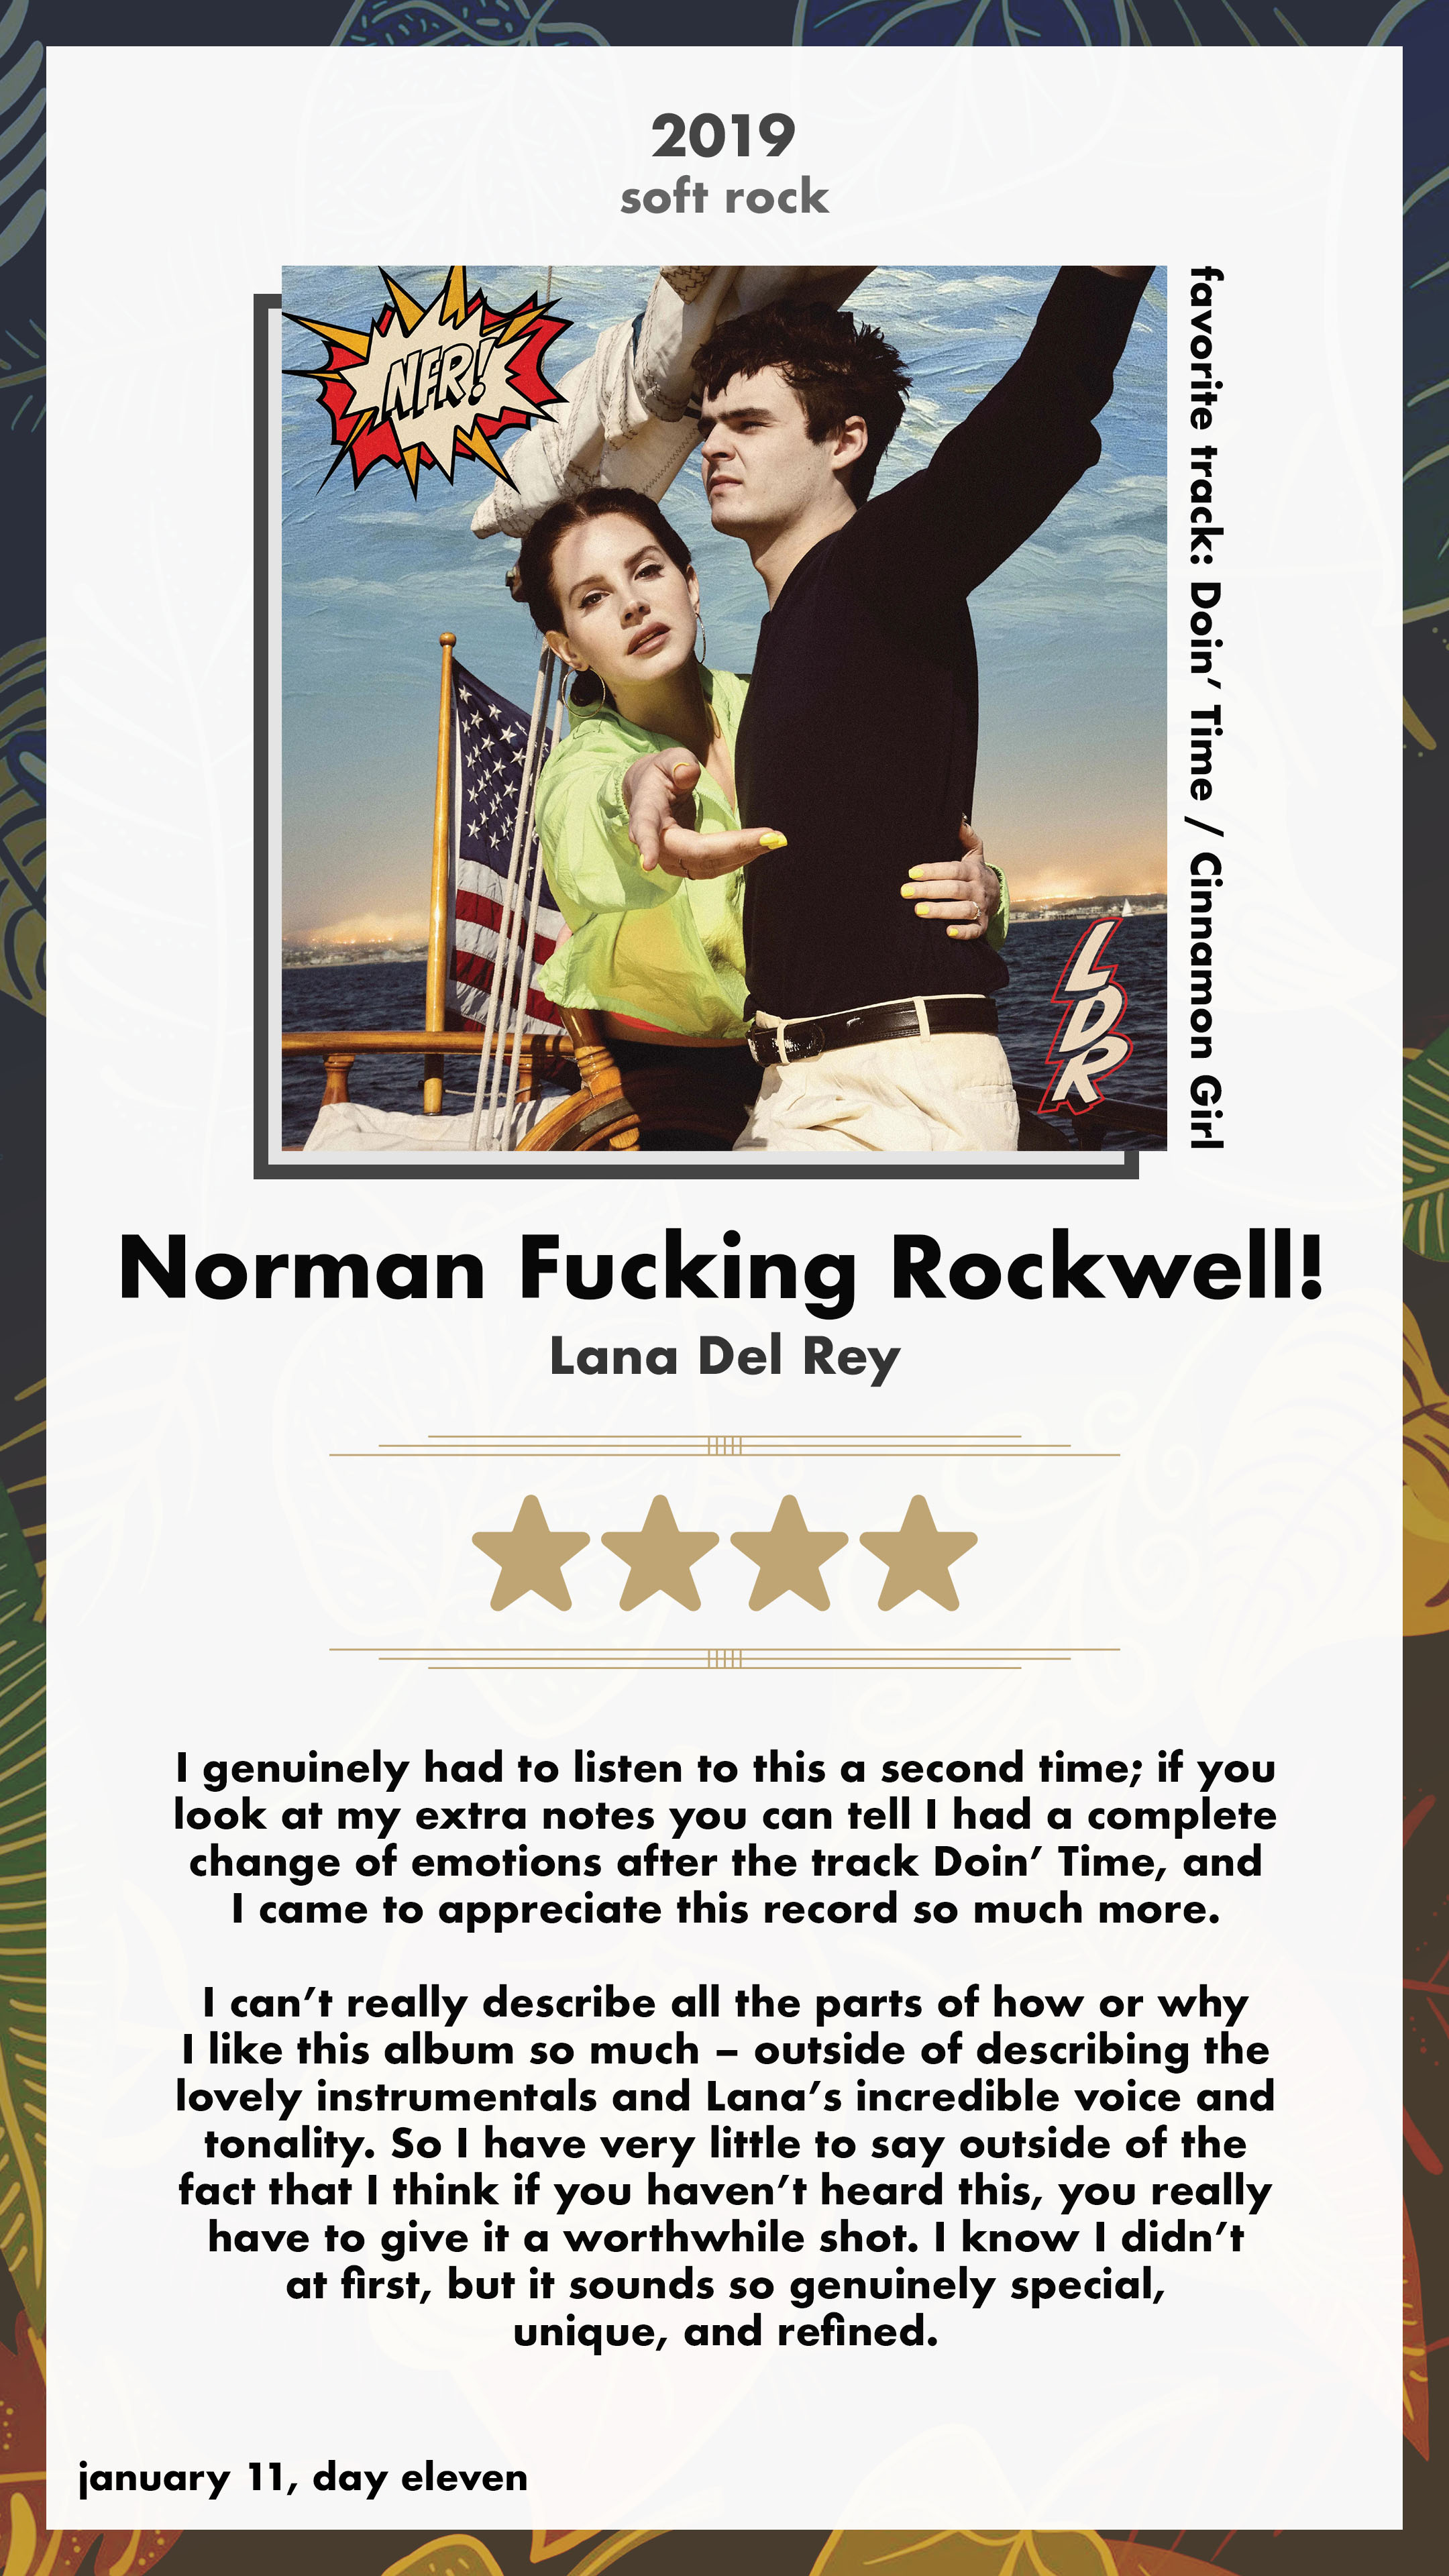 2019
soft rock
NFR!
LDR
favorite track: Doin’ Time / Cinnamon Girl
Norman Fucking Rockwell!
Lana Del Rey
I genuinely had to listen to this a second time; if you
look at my extra notes you can tell I had a complete
change of emotions after the track Doin’ Time, and
I came to appreciate this record so much more.
I can’t really describe all the parts of how or why
I like this album so much – outside of describing the
lovely instrumentals and Lana’s incredible voice and
tonality. So I have very little to say outside of the
fact that I think if you haven’t heard this, you really
have to give it a worthwhile shot. I know I didn’t
at first, but it sounds so genuinely special,
unique, and refined.
january 11, day eleven